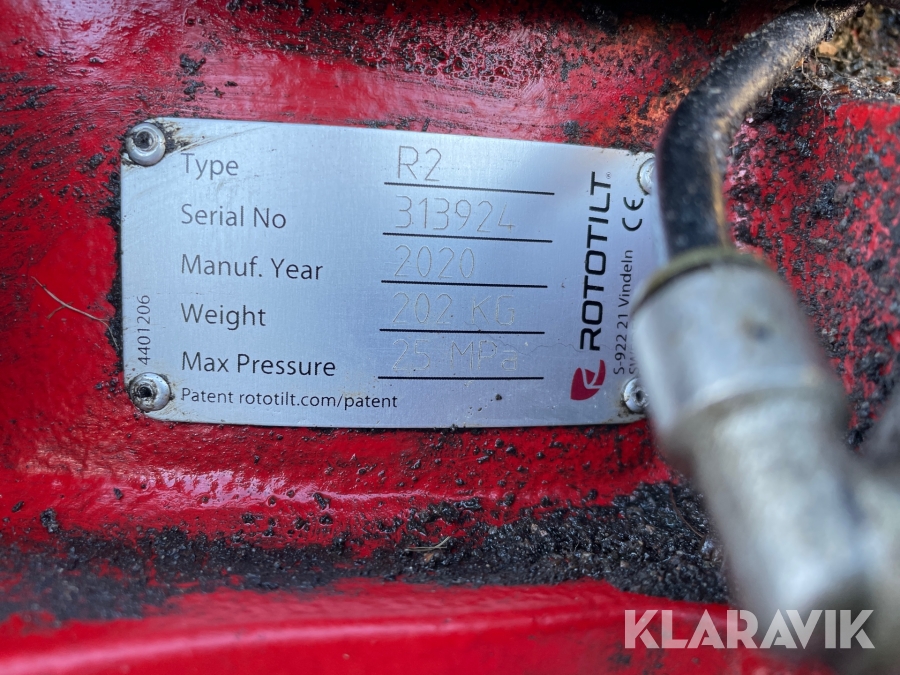 Type R2
Serial No 313924
Manuf. Year 2020
Weight 202 KG
Max Pressure 25 MPa
Patent rototilt.com/patent
4401206
ROTOTILT®
CE
S-922 21 Vindeln
KLARAVIK